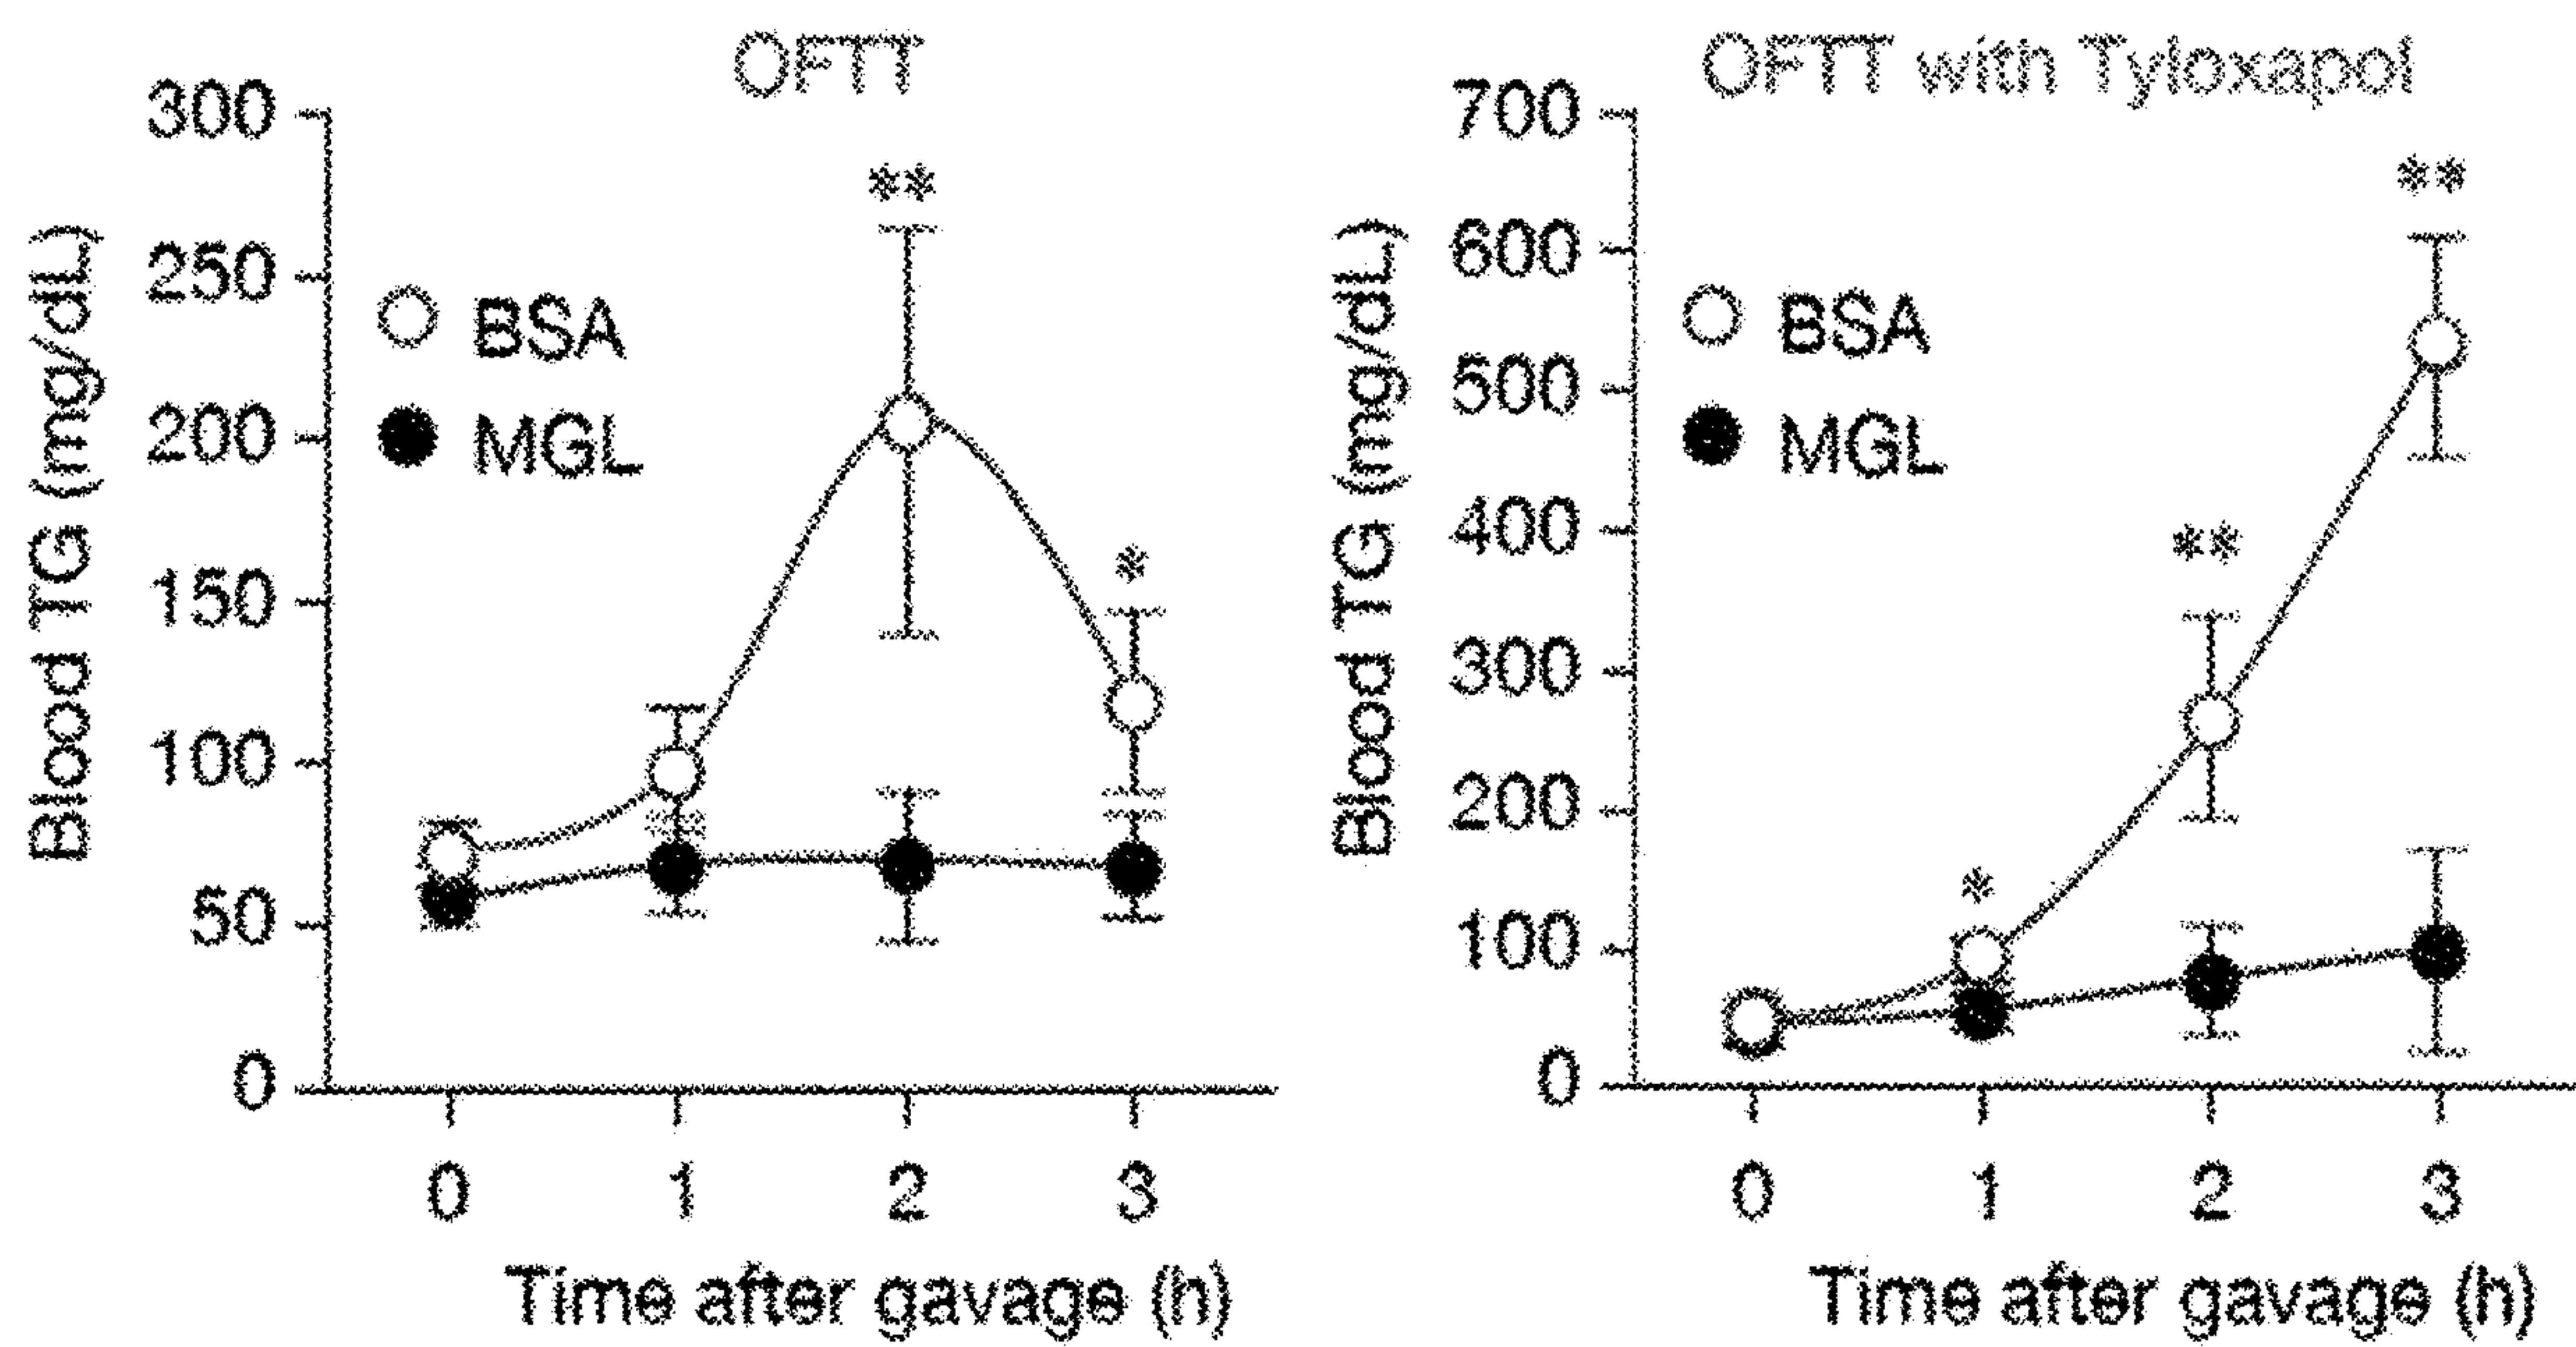 OFTT
Blood TG (mg/dL)
300
250
200
150
100
50
0
BSA
MGL
**
*
0 1 2 3
Time after gavage (h)
OFTT with Tyloxapol
Blood TG (mg/dL)
700
600
500
400
300
200
100
0
BSA
MGL
**
**
*
0 1 2 3
Time after gavage (h)